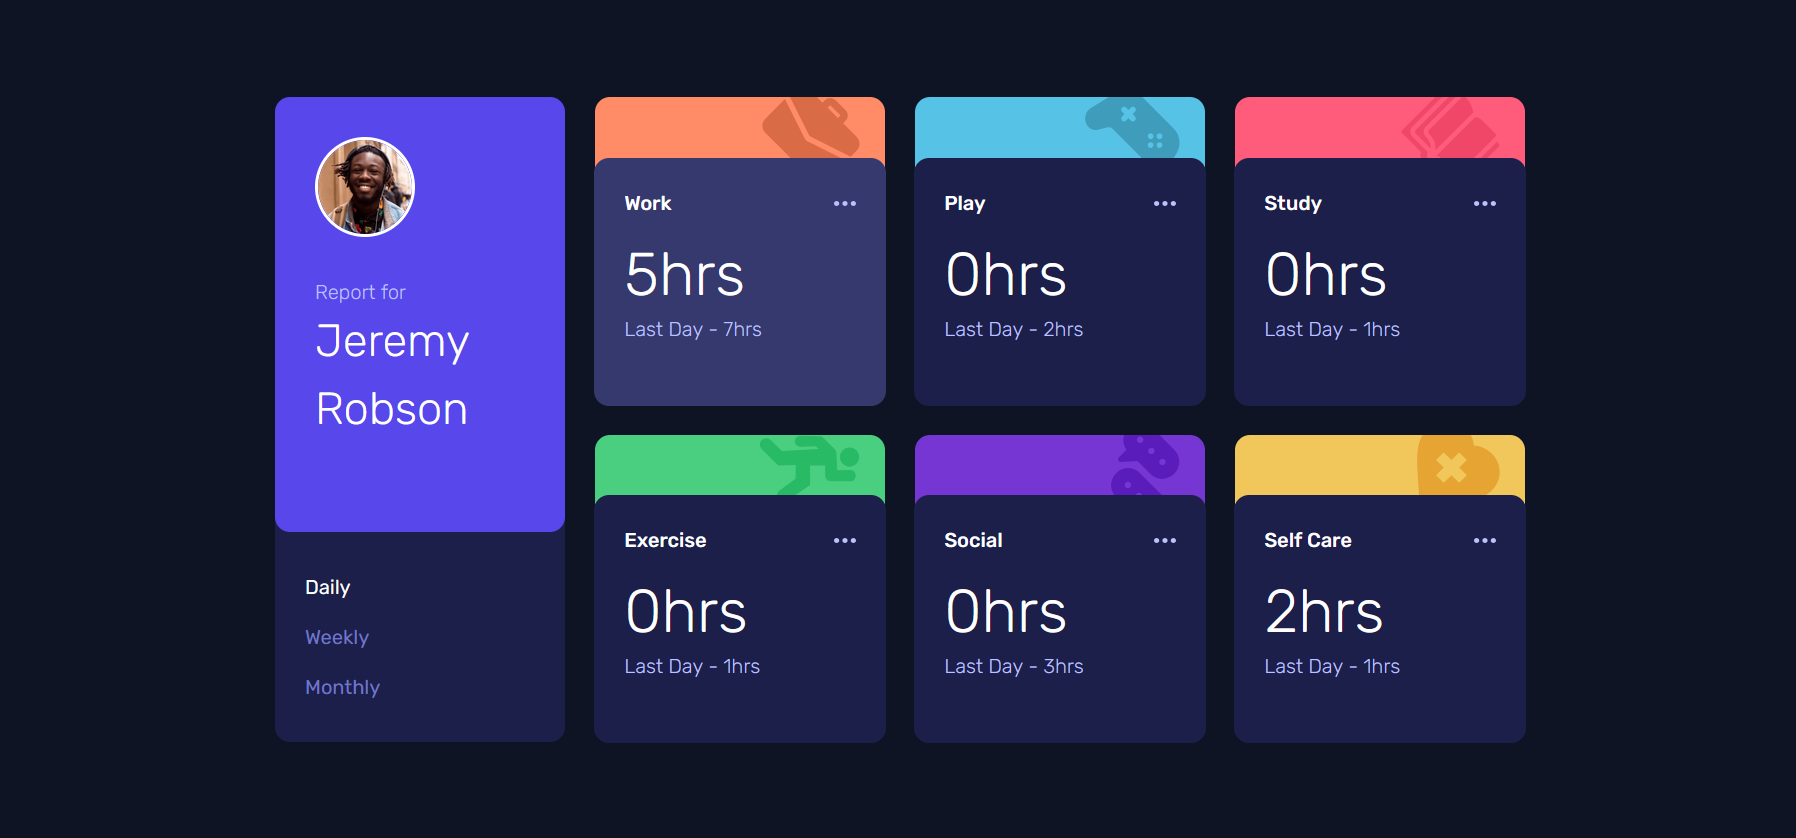 Report for
Jeremy
Robson
Daily
Weekly
Monthly
Work
5hrs
Last Day - 7hrs
Play
0hrs
Last Day - 2hrs
Study
0hrs
Last Day - 1hrs
Exercise
0hrs
Last Day - 1hrs
Social
0hrs
Last Day - 3hrs
Self Care
2hrs
Last Day - 1hrs